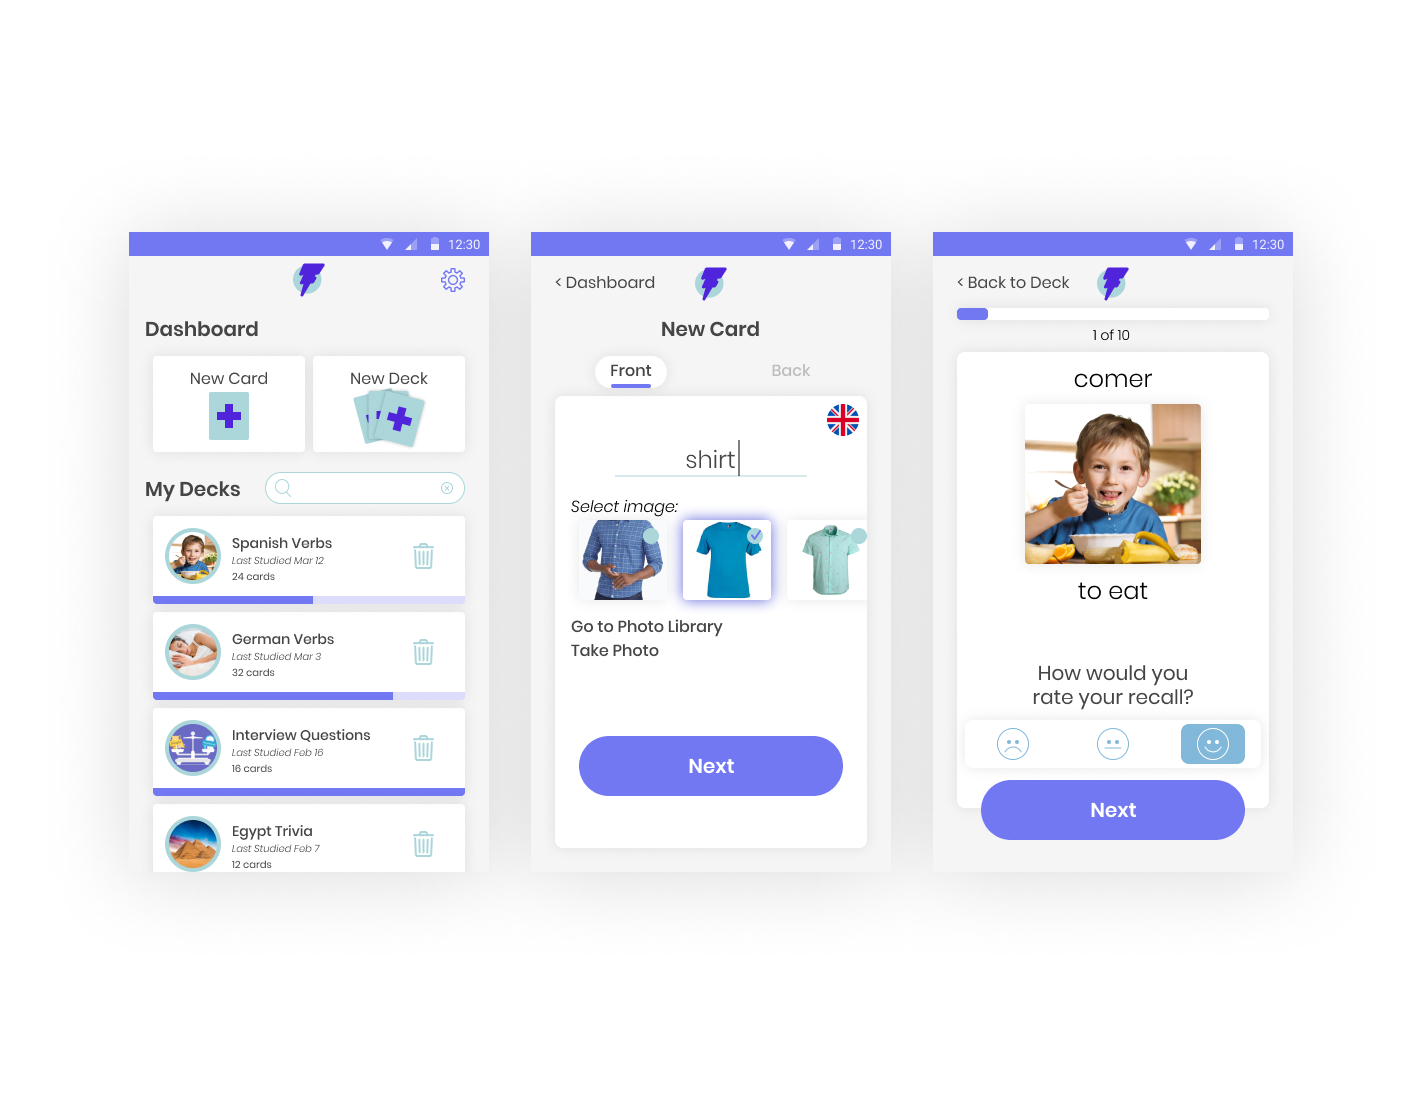 12:30
Dashboard
New Card
New Deck
My Decks
Spanish Verbs
Last Studied Mar 12
24 cards
German Verbs
Last Studied Mar 3
32 cards
Interview Questions
Last Studied Feb 16
16 cards
Egypt Trivia
Last Studied Feb 7
12 cards
12:30
< Dashboard
New Card
Front
Back
shirt
Select image:
Go to Photo Library
Take Photo
Next
12:30
< Back to Deck
1 of 10
comer
to eat
How would you
rate your recall?
Next